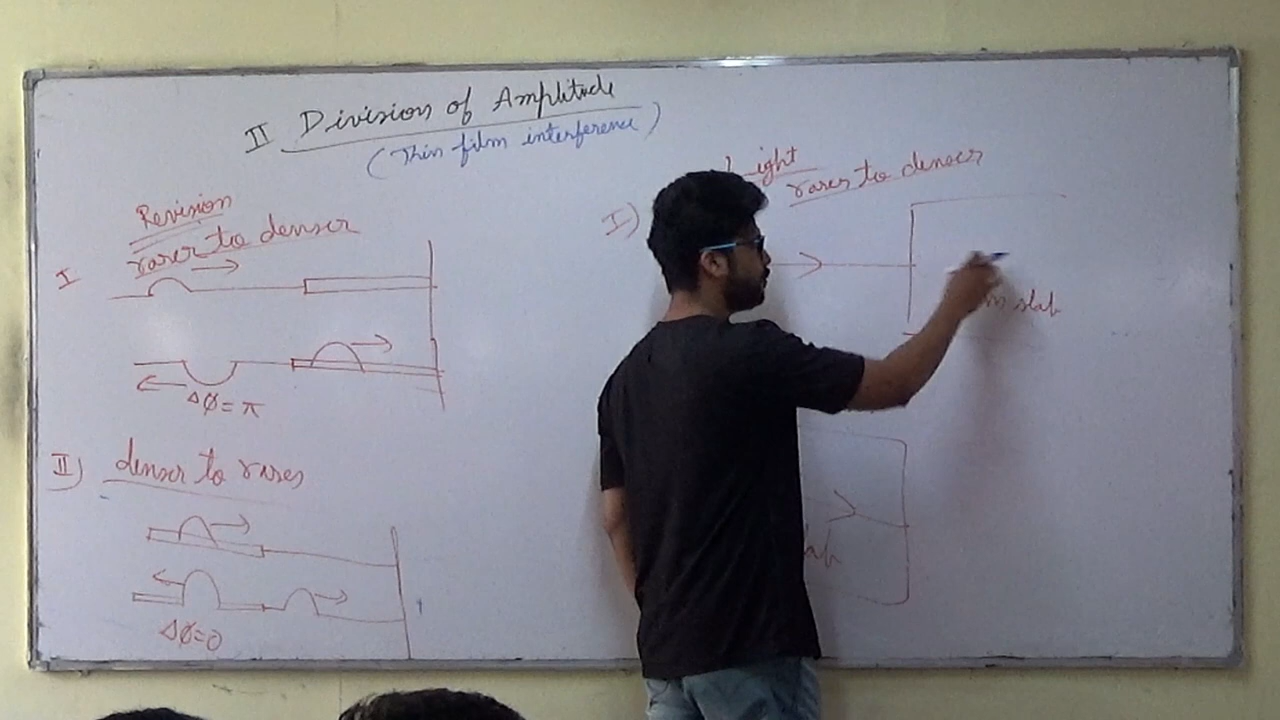 II Division of Amplitude
(Thin film interference)
Revision
I rarer to denser
Δφ = π
II) denser to rarer
Δφ=0
Light
I) rarer to denser
slab